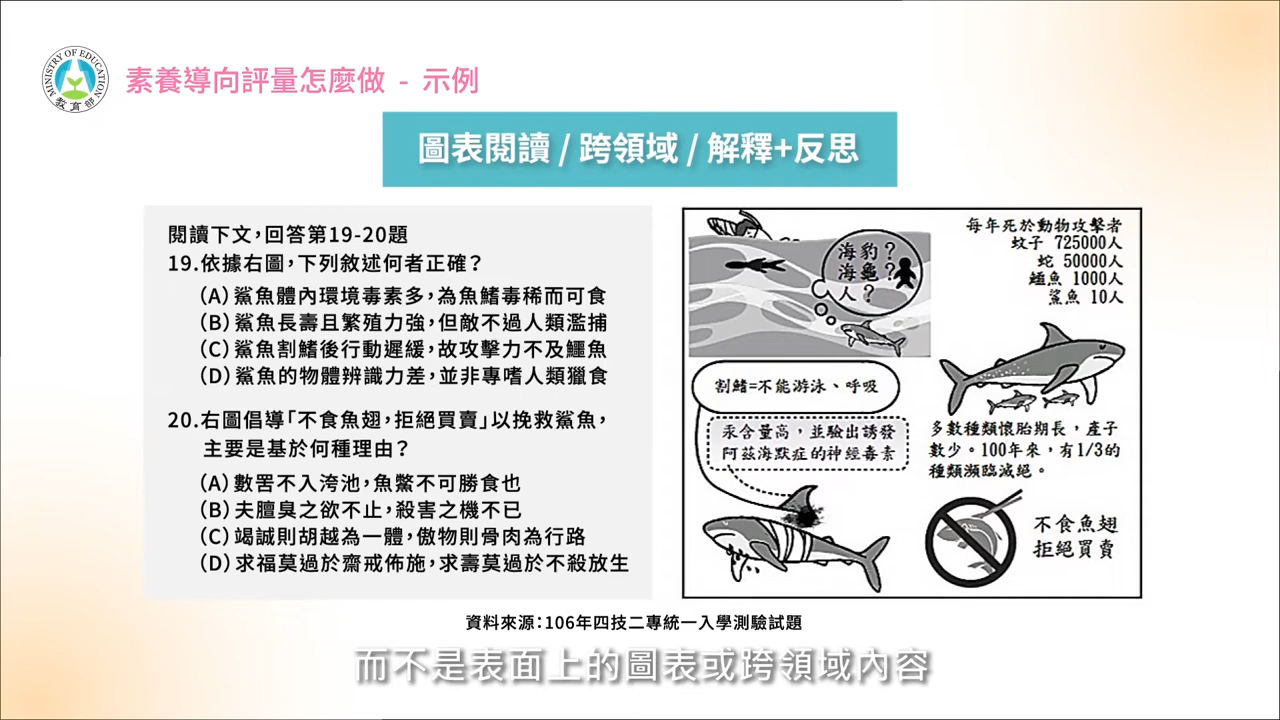 MINISTRY OF EDUCATION
教育部
素養導向評量怎麼做 - 示例
圖表閱讀 / 跨領域 / 解釋+反思
閱讀下文，回答第19-20題
19.依據右圖，下列敘述何者正確？
（A）鯊魚體內環境毒素多，為魚鰭毒稀而可食
（B）鯊魚長壽且繁殖力強，但敵不過人類濫捕
（C）鯊魚割鰭後行動遲緩，故攻擊力不及鱷魚
（D）鯊魚的物體辨識力差，並非專嗜人類獵食
20.右圖倡導「不食魚翅，拒絕買賣」以挽救鯊魚，
主要是基於何種理由？
（A）數罟不入洿池，魚鱉不可勝食也
（B）夫膻臭之欲不止，殺害之機不已
（C）竭誠則胡越為一體，傲物則骨肉為行路
（D）求福莫過於齋戒佈施，求壽莫過於不殺放生
海豹？
海龜？
人？
每年死於動物攻擊者
蚊子 725000人
蛇 50000人
鱷魚 1000人
鯊魚 10人
割鰭=不能游泳、呼吸
汞含量高，並驗出誘發
阿茲海默症的神經毒素
多數種類懷胎期長，產子
數少。100年來，有1/3的
種類瀕臨滅絕。
不食魚翅
拒絕買賣
資料來源：106年四技二專統一入學測驗試題
而不是表面上的圖表或跨領域內容